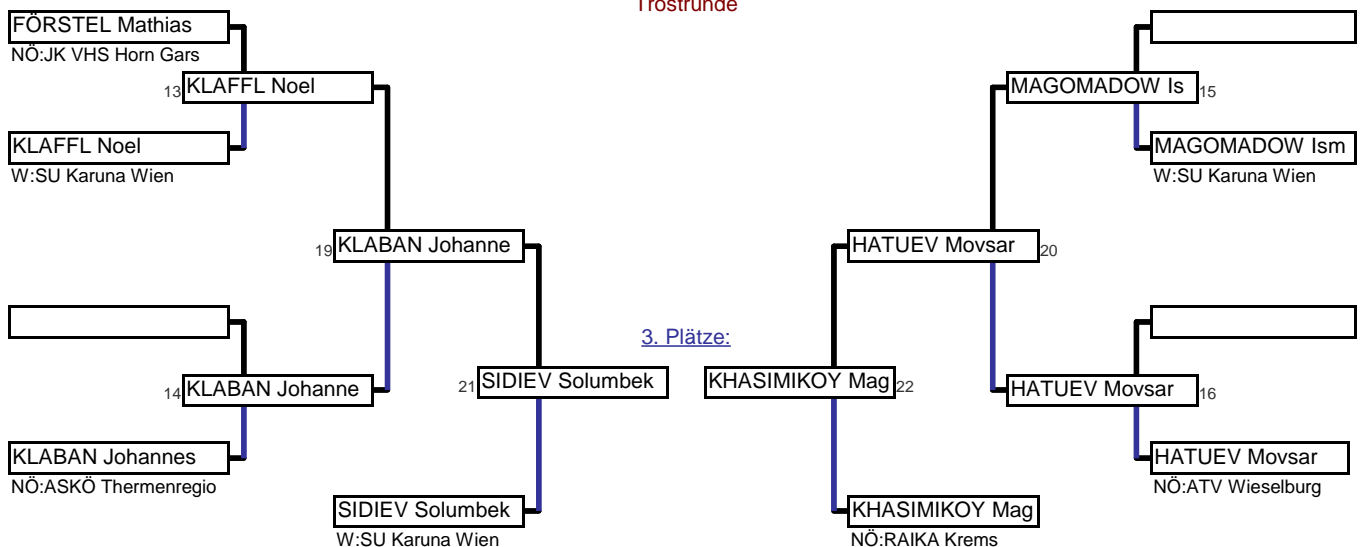 Trostrunde
FÖRSTEL Mathias
NÖ:JK VHS Horn Gars
13 KLAFFL Noel
KLAFFL Noel
W:SU Karuna Wien
19 KLABAN Johanne
14 KLABAN Johanne
KLABAN Johannes
NÖ:ASKÖ Thermenregio
21 SIDIEV Solumbek
SIDIEV Solumbek
W:SU Karuna Wien
3. Plätze:
MAGOMADOW Is 15
MAGOMADOW Ism
W:SU Karuna Wien
HATUEV Movsar 20
KHASIMIKOY Mag 22
HATUEV Movsar 16
HATUEV Movsar
NÖ:ATV Wieselburg
KHASIMIKOY Mag
NÖ:RAIKA Krems